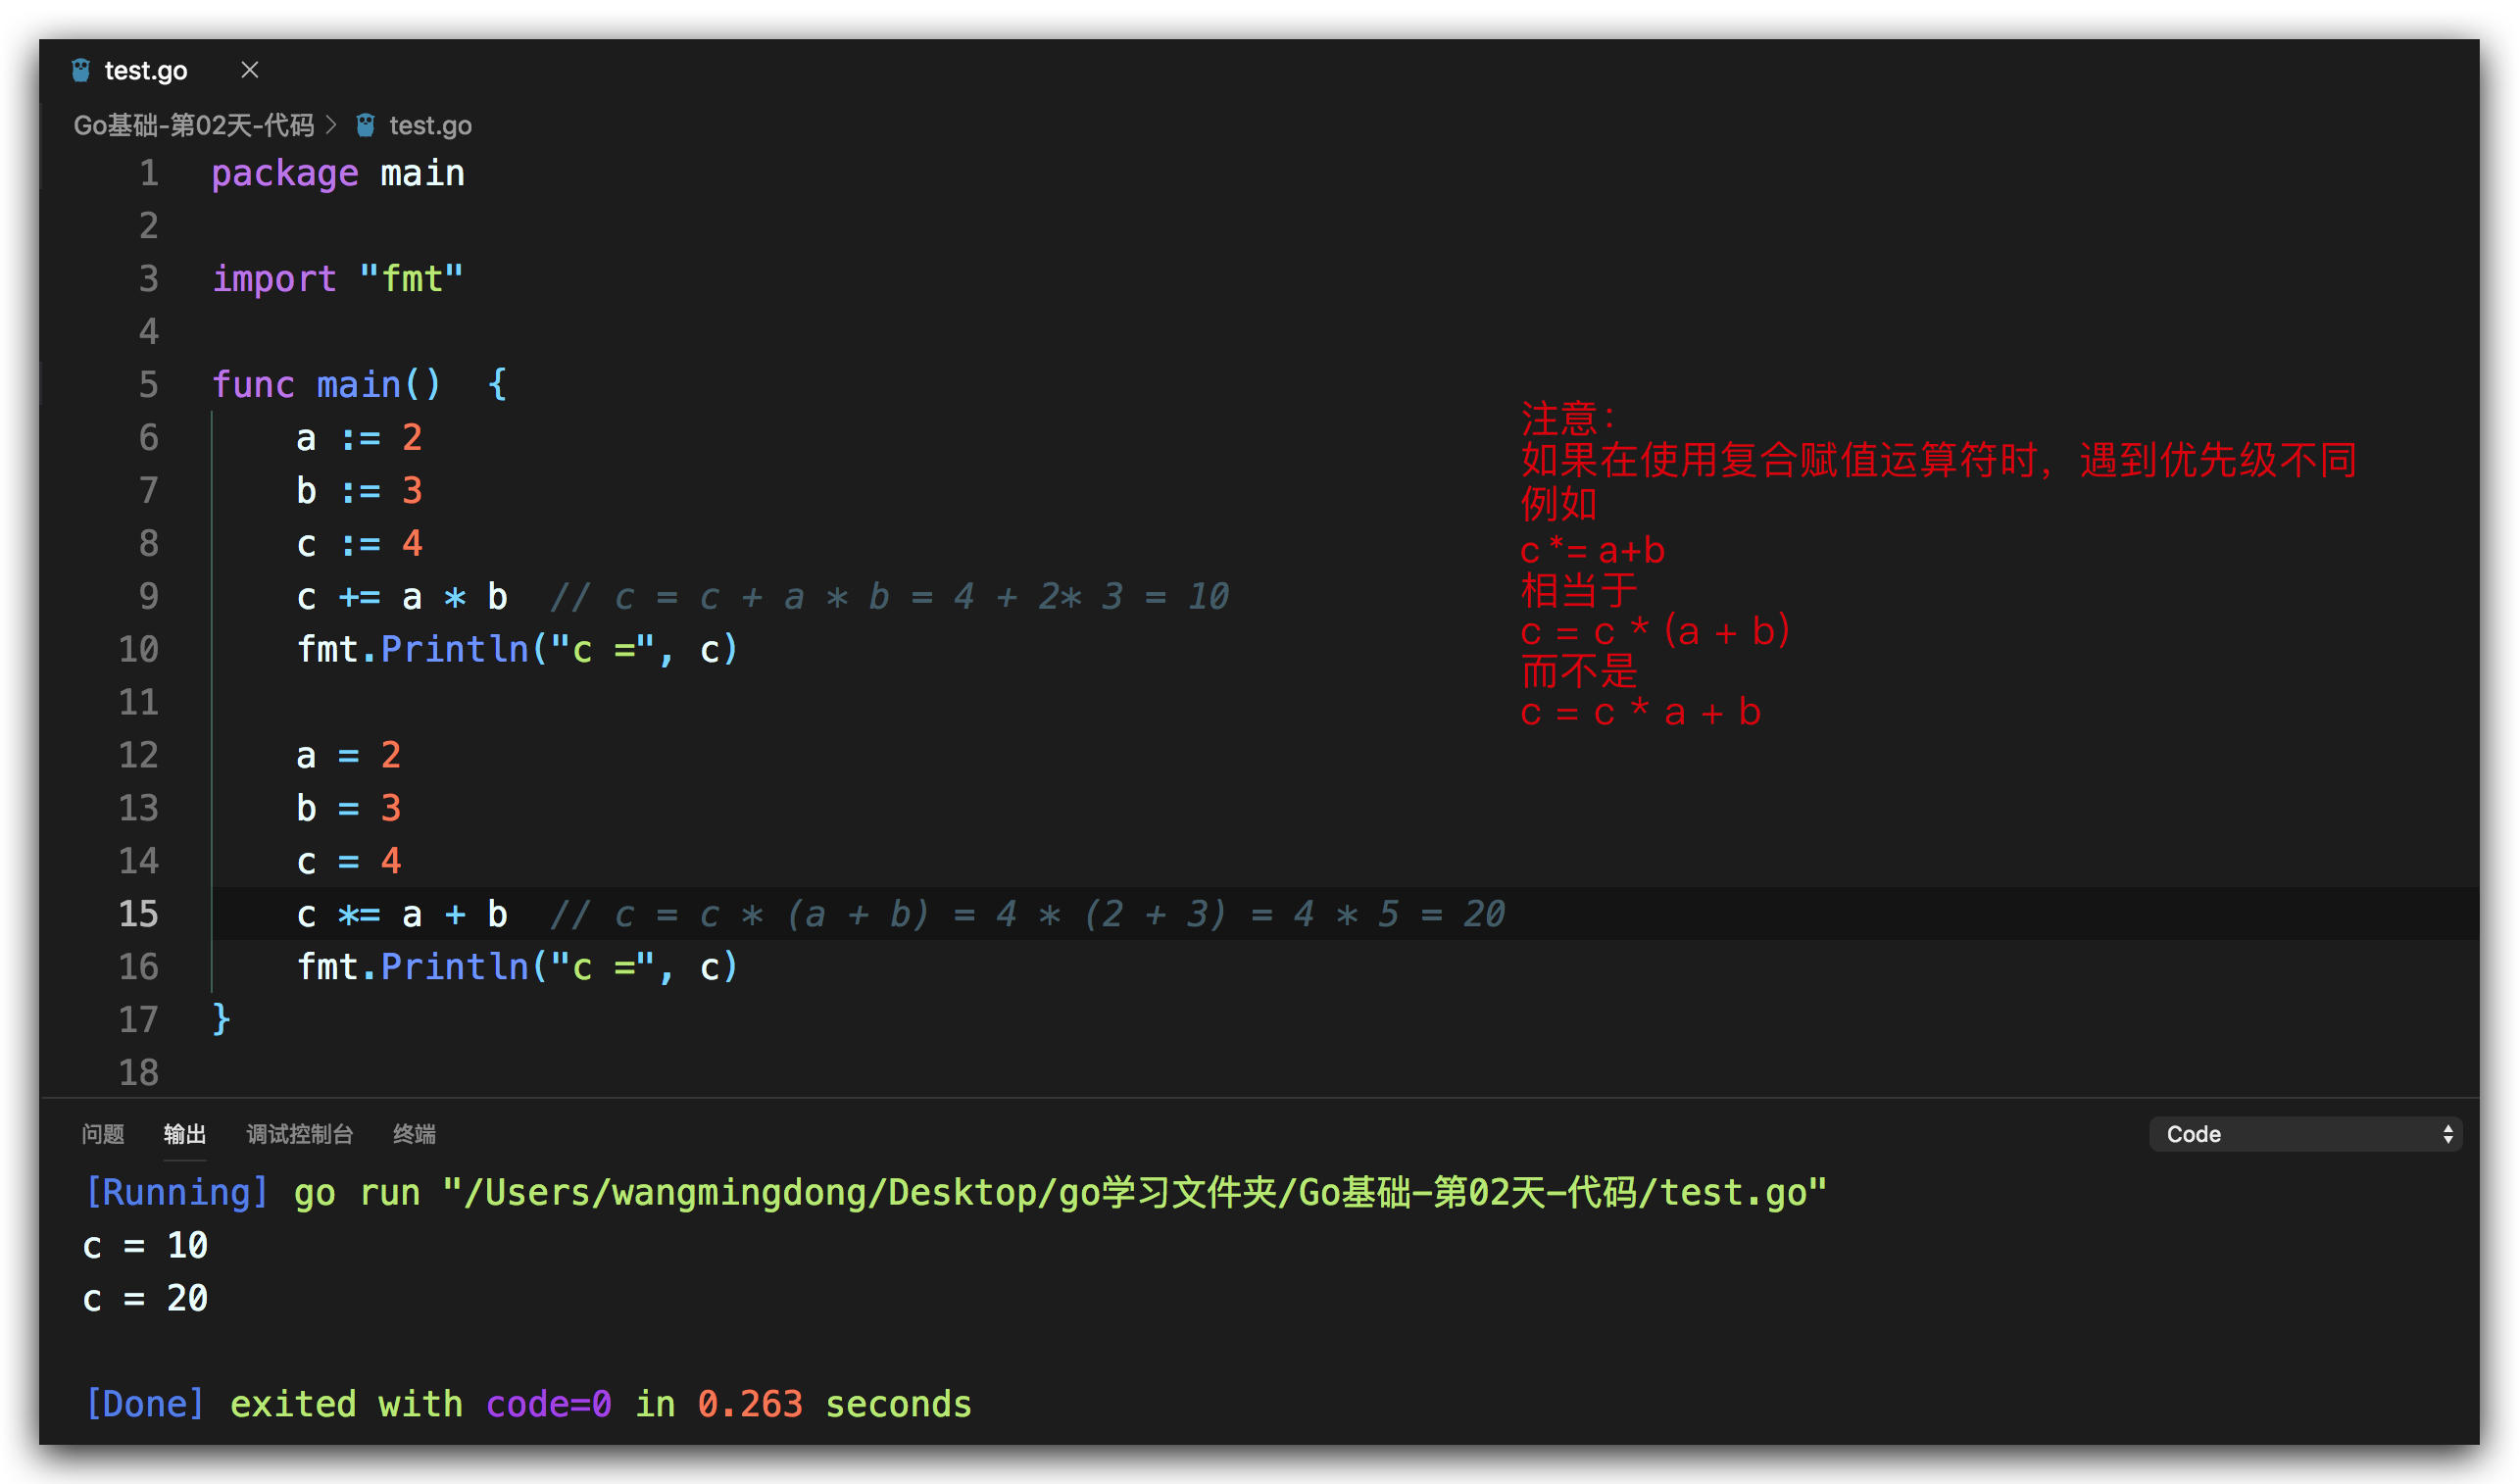 test.go
Go基础-第02天-代码 > test.go
1 package main
2
3 import "fmt"
4
5 func main()  {
6     a := 2
7     b := 3
8     c := 4
9     c += a * b  // c = c + a * b = 4 + 2* 3 = 10
10     fmt.Println("c =", c)
11
12     a = 2
13     b = 3
14     c = 4
15     c *= a + b  // c = c * (a + b) = 4 * (2 + 3) = 4 * 5 = 20
16     fmt.Println("c =", c)
17 }
18
注意：
如果在使用复合赋值运算符时，遇到优先级不同
例如
c *= a+b
相当于
c = c * (a + b)
而不是
c = c * a + b
问题 输出 调试控制台 终端 Code
[Running] go run "/Users/wangmingdong/Desktop/go学习文件夹/Go基础-第02天-代码/test.go"
c = 10
c = 20
[Done] exited with code=0 in 0.263 seconds